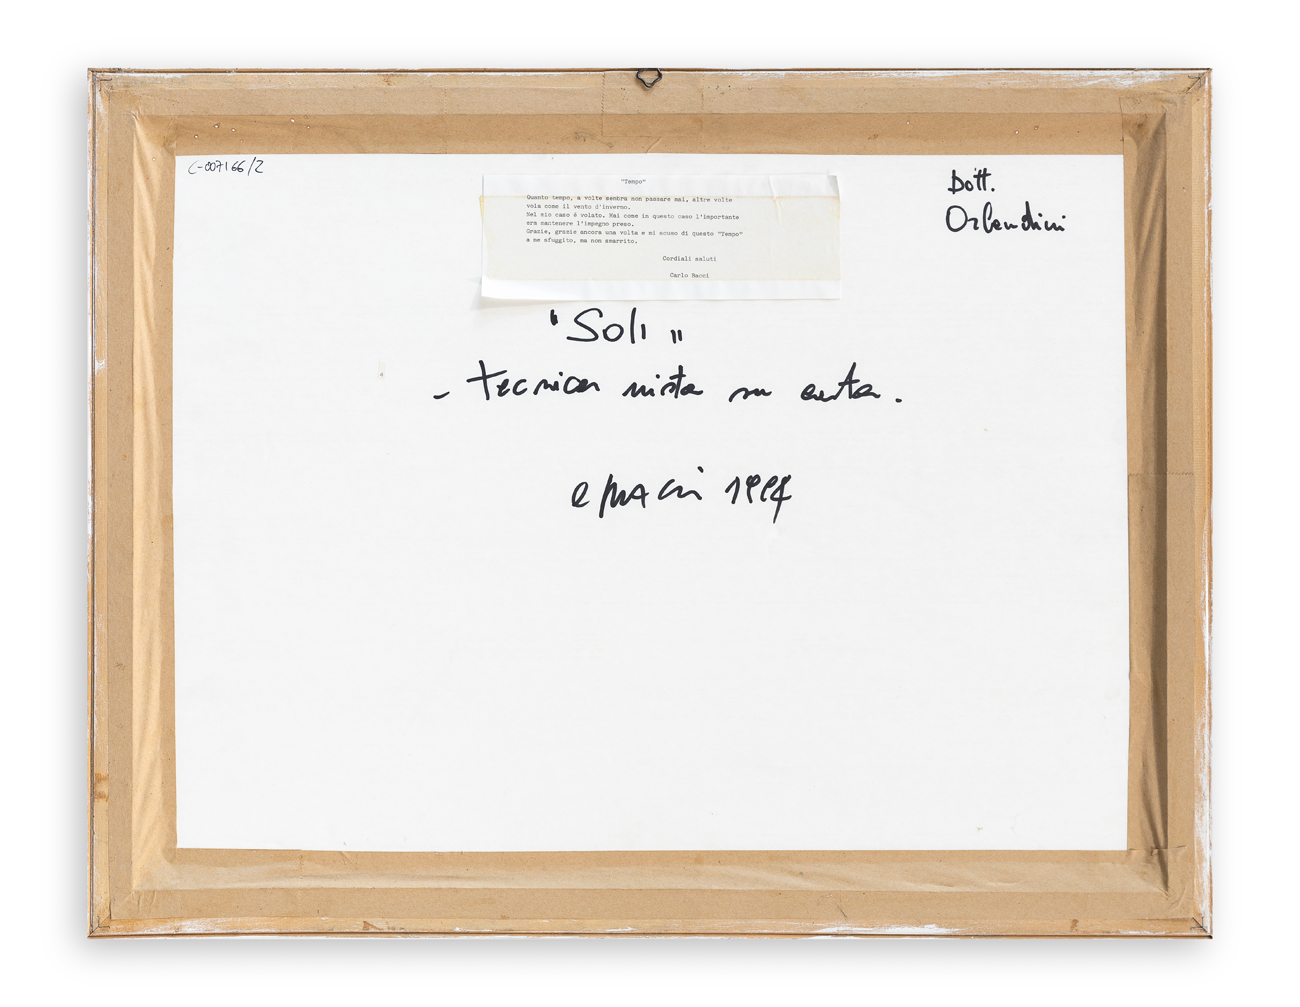 C-007166/2
Dott.
Orlandini
"Tempo"
Quanto tempo, a volte sembra non passare mai, altre volte
vola come il vento d'inverno.
Nel mio caso é volato. Mai come in questo caso l'importante
era mantenere l'impegno preso.
Grazie, grazie ancora una volta e mi scuso di questo "Tempo"
a me sfuggito, ma non smarrito.
Cordiali saluti
Carlo Bacci
"Soli"
- tecnica mista su carta.
1994